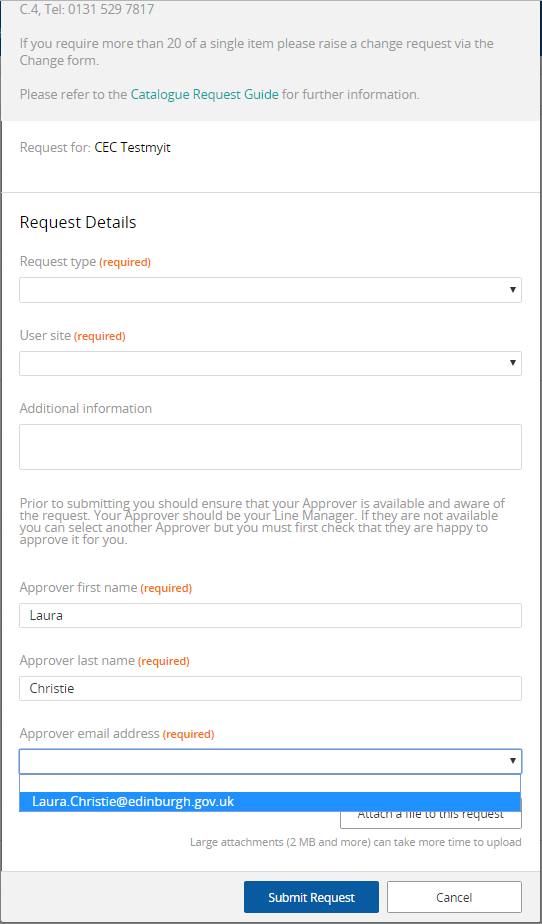 C.4, Tel: 0131 529 7817
If you require more than 20 of a single item please raise a change request via the
Change form.
Please refer to the Catalogue Request Guide for further information.
Request for: CEC Testmyit
Request Details
Request type (required)
User site (required)
Additional information
Prior to submitting you should ensure that your Approver is available and aware of
the request. Your Approver should be your Line Manager. If they are not available
you can select another Approver but you must first check that they are happy to
approve it for you.
Approver first name (required)
Laura
Approver last name (required)
Christie
Approver email address (required)
Laura.Christie@edinburgh.gov.uk
Attach a file to this request
Large attachments (2 MB and more) can take more time to upload
Submit Request
Cancel